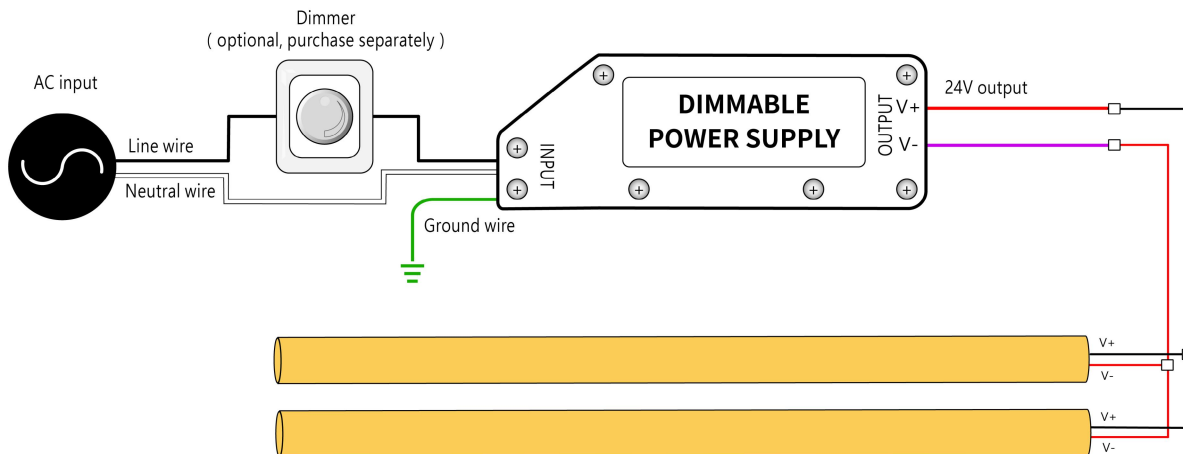 Dimmer
( optional, purchase separately )
AC input
Line wire
Neutral wire
Ground wire
INPUT
DIMMABLE
POWER SUPPLY
OUTPUT
V+
V-
24V output
V+
V-
V+
V-